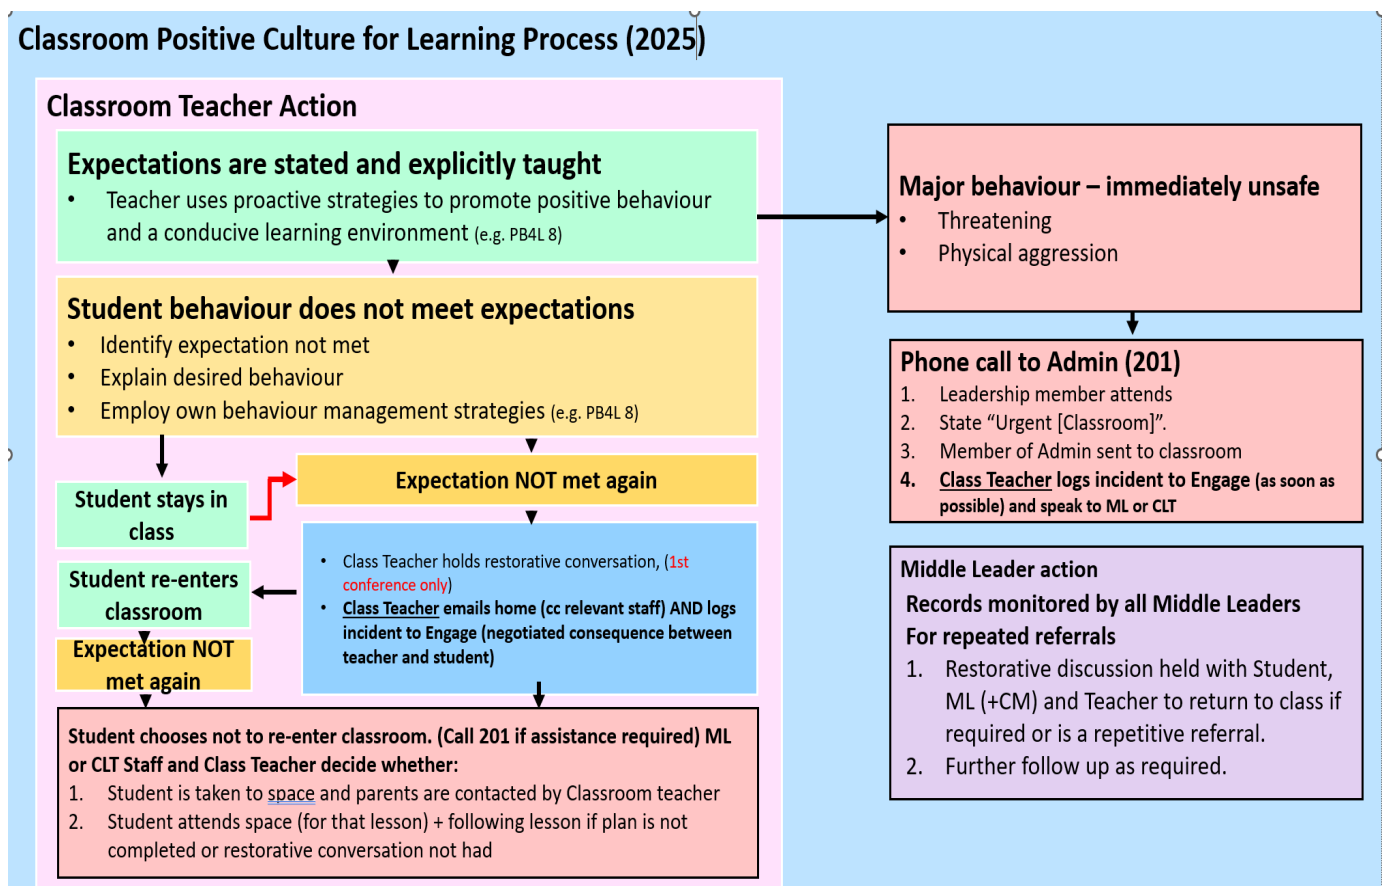 Classroom Positive Culture for Learning Process (2025)
Classroom Teacher Action
Expectations are stated and explicitly taught
• Teacher uses proactive strategies to promote positive behaviour
and a conducive learning environment (e.g. PB4L 8)
Student behaviour does not meet expectations
• Identify expectation not met
• Explain desired behaviour
• Employ own behaviour management strategies (e.g. PB4L 8)
Student stays in
class
Expectation NOT met again
• Class Teacher holds restorative conversation, (1st
conference only)
• Class Teacher emails home (cc relevant staff) AND logs
incident to Engage (negotiated consequence between
teacher and student)
Student re-enters
classroom
Expectation NOT
met again
Student chooses not to re-enter classroom. (Call 201 if assistance required) ML
or CLT Staff and Class Teacher decide whether:
1. Student is taken to space and parents are contacted by Classroom teacher
2. Student attends space (for that lesson) + following lesson if plan is not
completed or restorative conversation not had
Major behaviour – immediately unsafe
• Threatening
• Physical aggression
Phone call to Admin (201)
1. Leadership member attends
2. State “Urgent [Classroom]”.
3. Member of Admin sent to classroom
4. Class Teacher logs incident to Engage (as soon as
possible) and speak to ML or CLT
Middle Leader action
Records monitored by all Middle Leaders
For repeated referrals
1. Restorative discussion held with Student,
ML (+CM) and Teacher to return to class if
required or is a repetitive referral.
2. Further follow up as required.